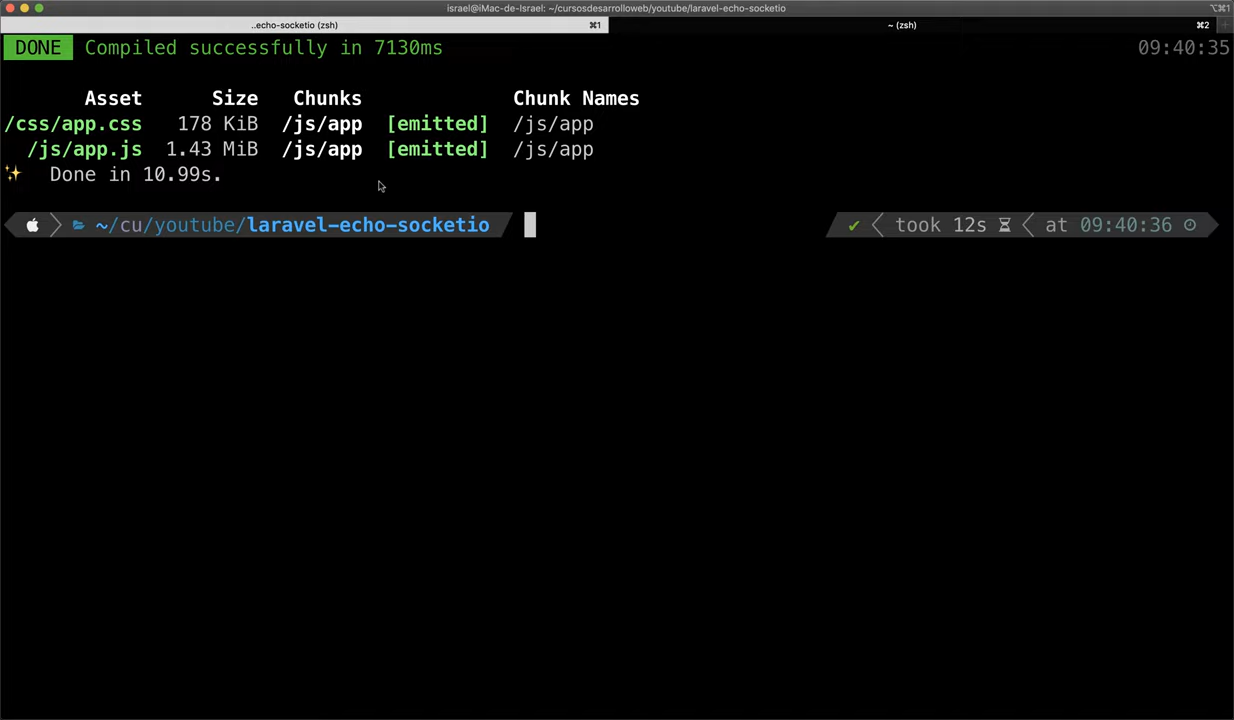 israel@iMac-de-Israel: ~/cursosdesarrolloweb/youtube/laravel-echo-socketio ⌥⌘1
..echo-socketio (zsh) ⌘1 ~ (zsh) ⌘2
DONE Compiled successfully in 7130ms 09:40:35
Asset Size Chunks Chunk Names
/css/app.css 178 KiB /js/app [emitted] /js/app
/js/app.js 1.43 MiB /js/app [emitted] /js/app
✨ Done in 10.99s.
~/cu/youtube/laravel-echo-socketio ✔ took 12s at 09:40:36